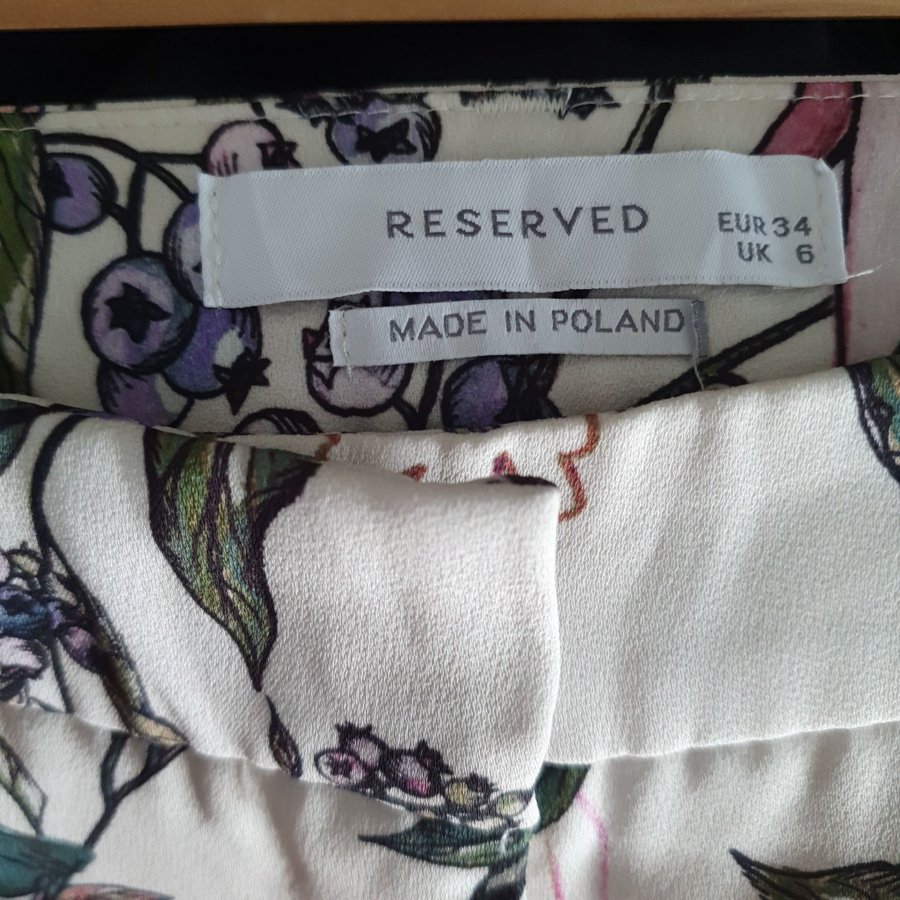 RESERVED
EUR 34
UK 6
MADE IN POLAND